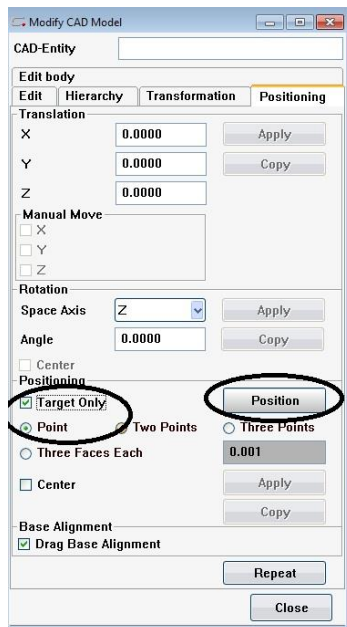 Modify CAD Model
CAD-Entity
Edit body
Edit Hierarchy Transformation Positioning
Translation
X 0.0000 Apply
Y 0.0000 Copy
Z 0.0000
Manual Move
X
Y
Z
Rotation
Space Axis Z Apply
Angle 0.0000 Copy
Center
Positioning
Target Only Position
Point Two Points Three Points
Three Faces Each 0.001
Center Apply
Copy
Base Alignment
Drag Base Alignment
Repeat
Close